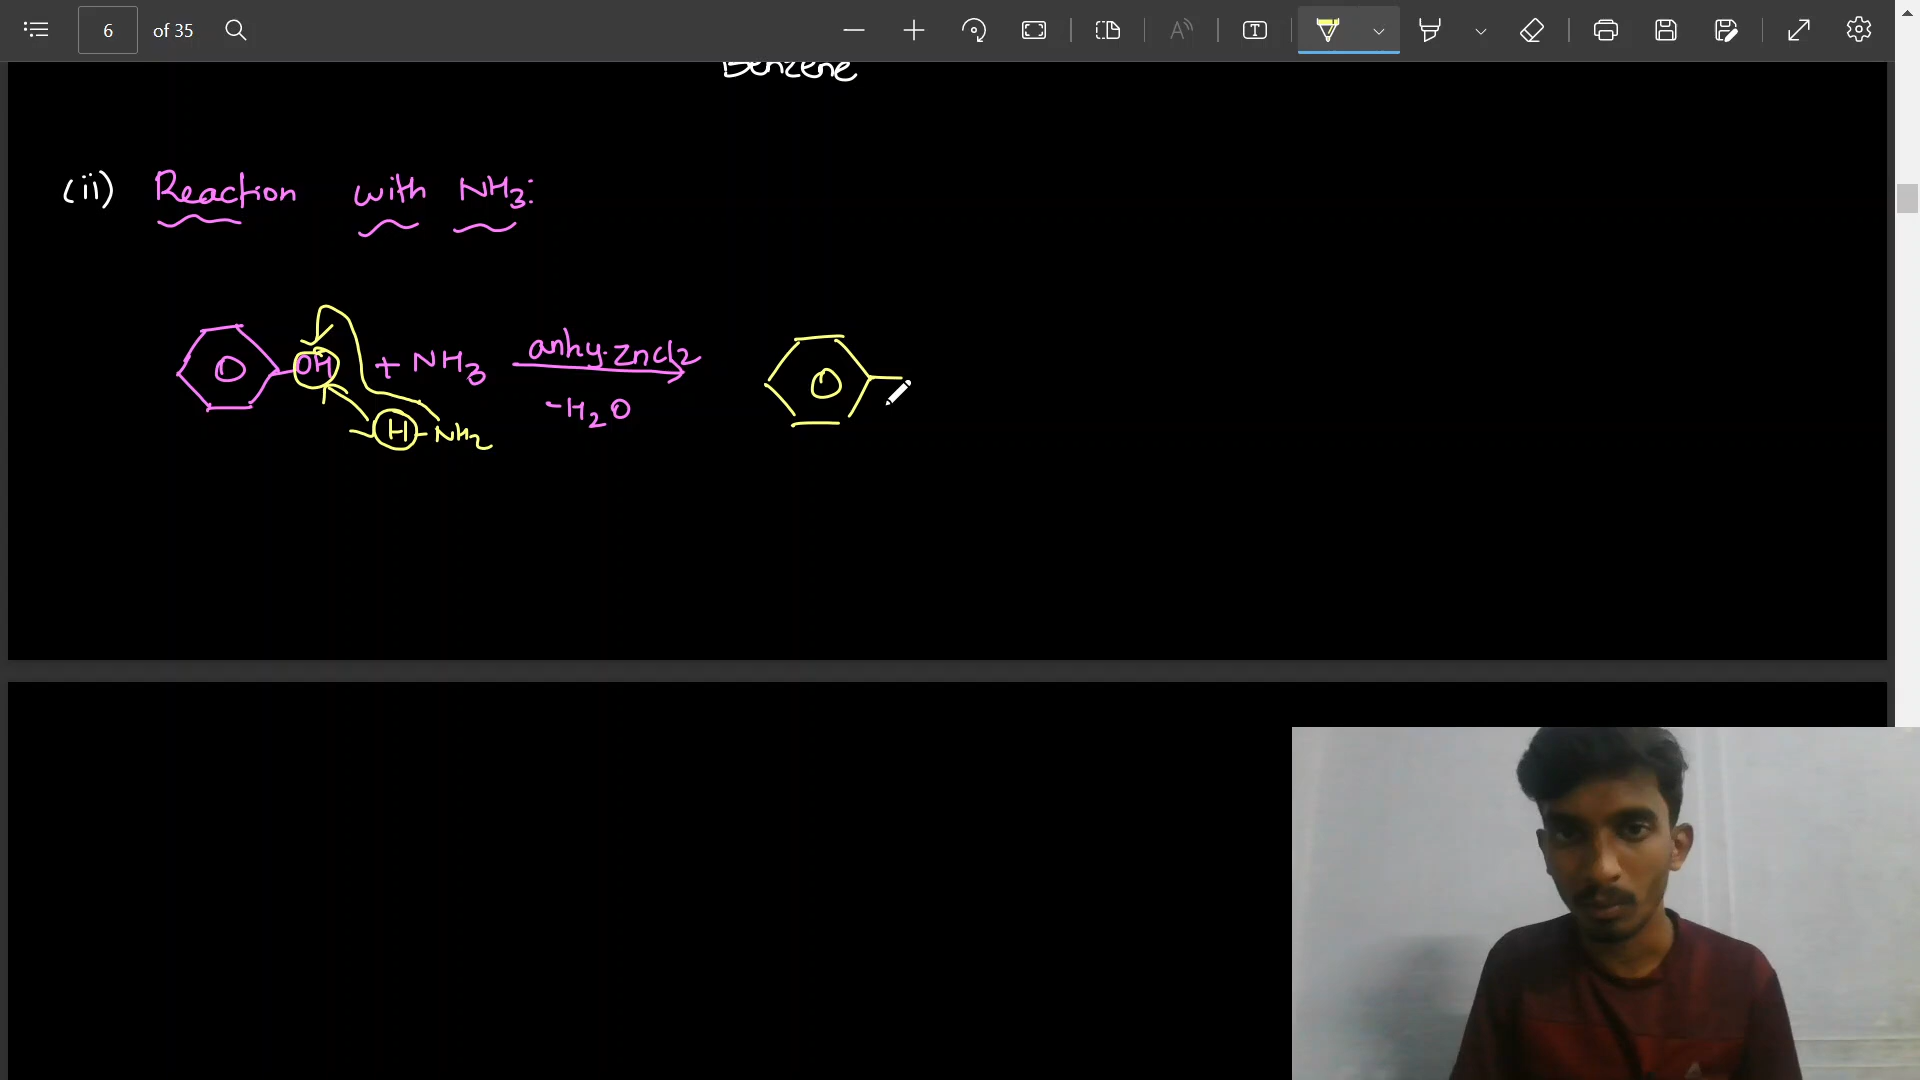 6 of 35
Benzene
(ii) Reaction with NH3:
OH + NH3 anhy. ZnCl2
-H2O
H-NH2